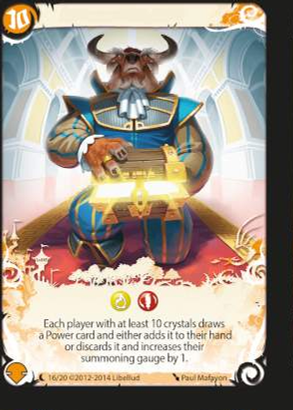 10
2 1
Each player with at least 10 crystals draws
a Power card and either adds it to their hand
or discards it and increases their
summoning gauge by 1.
16/20 ©2012-2014 Libellud Paul Mafayon